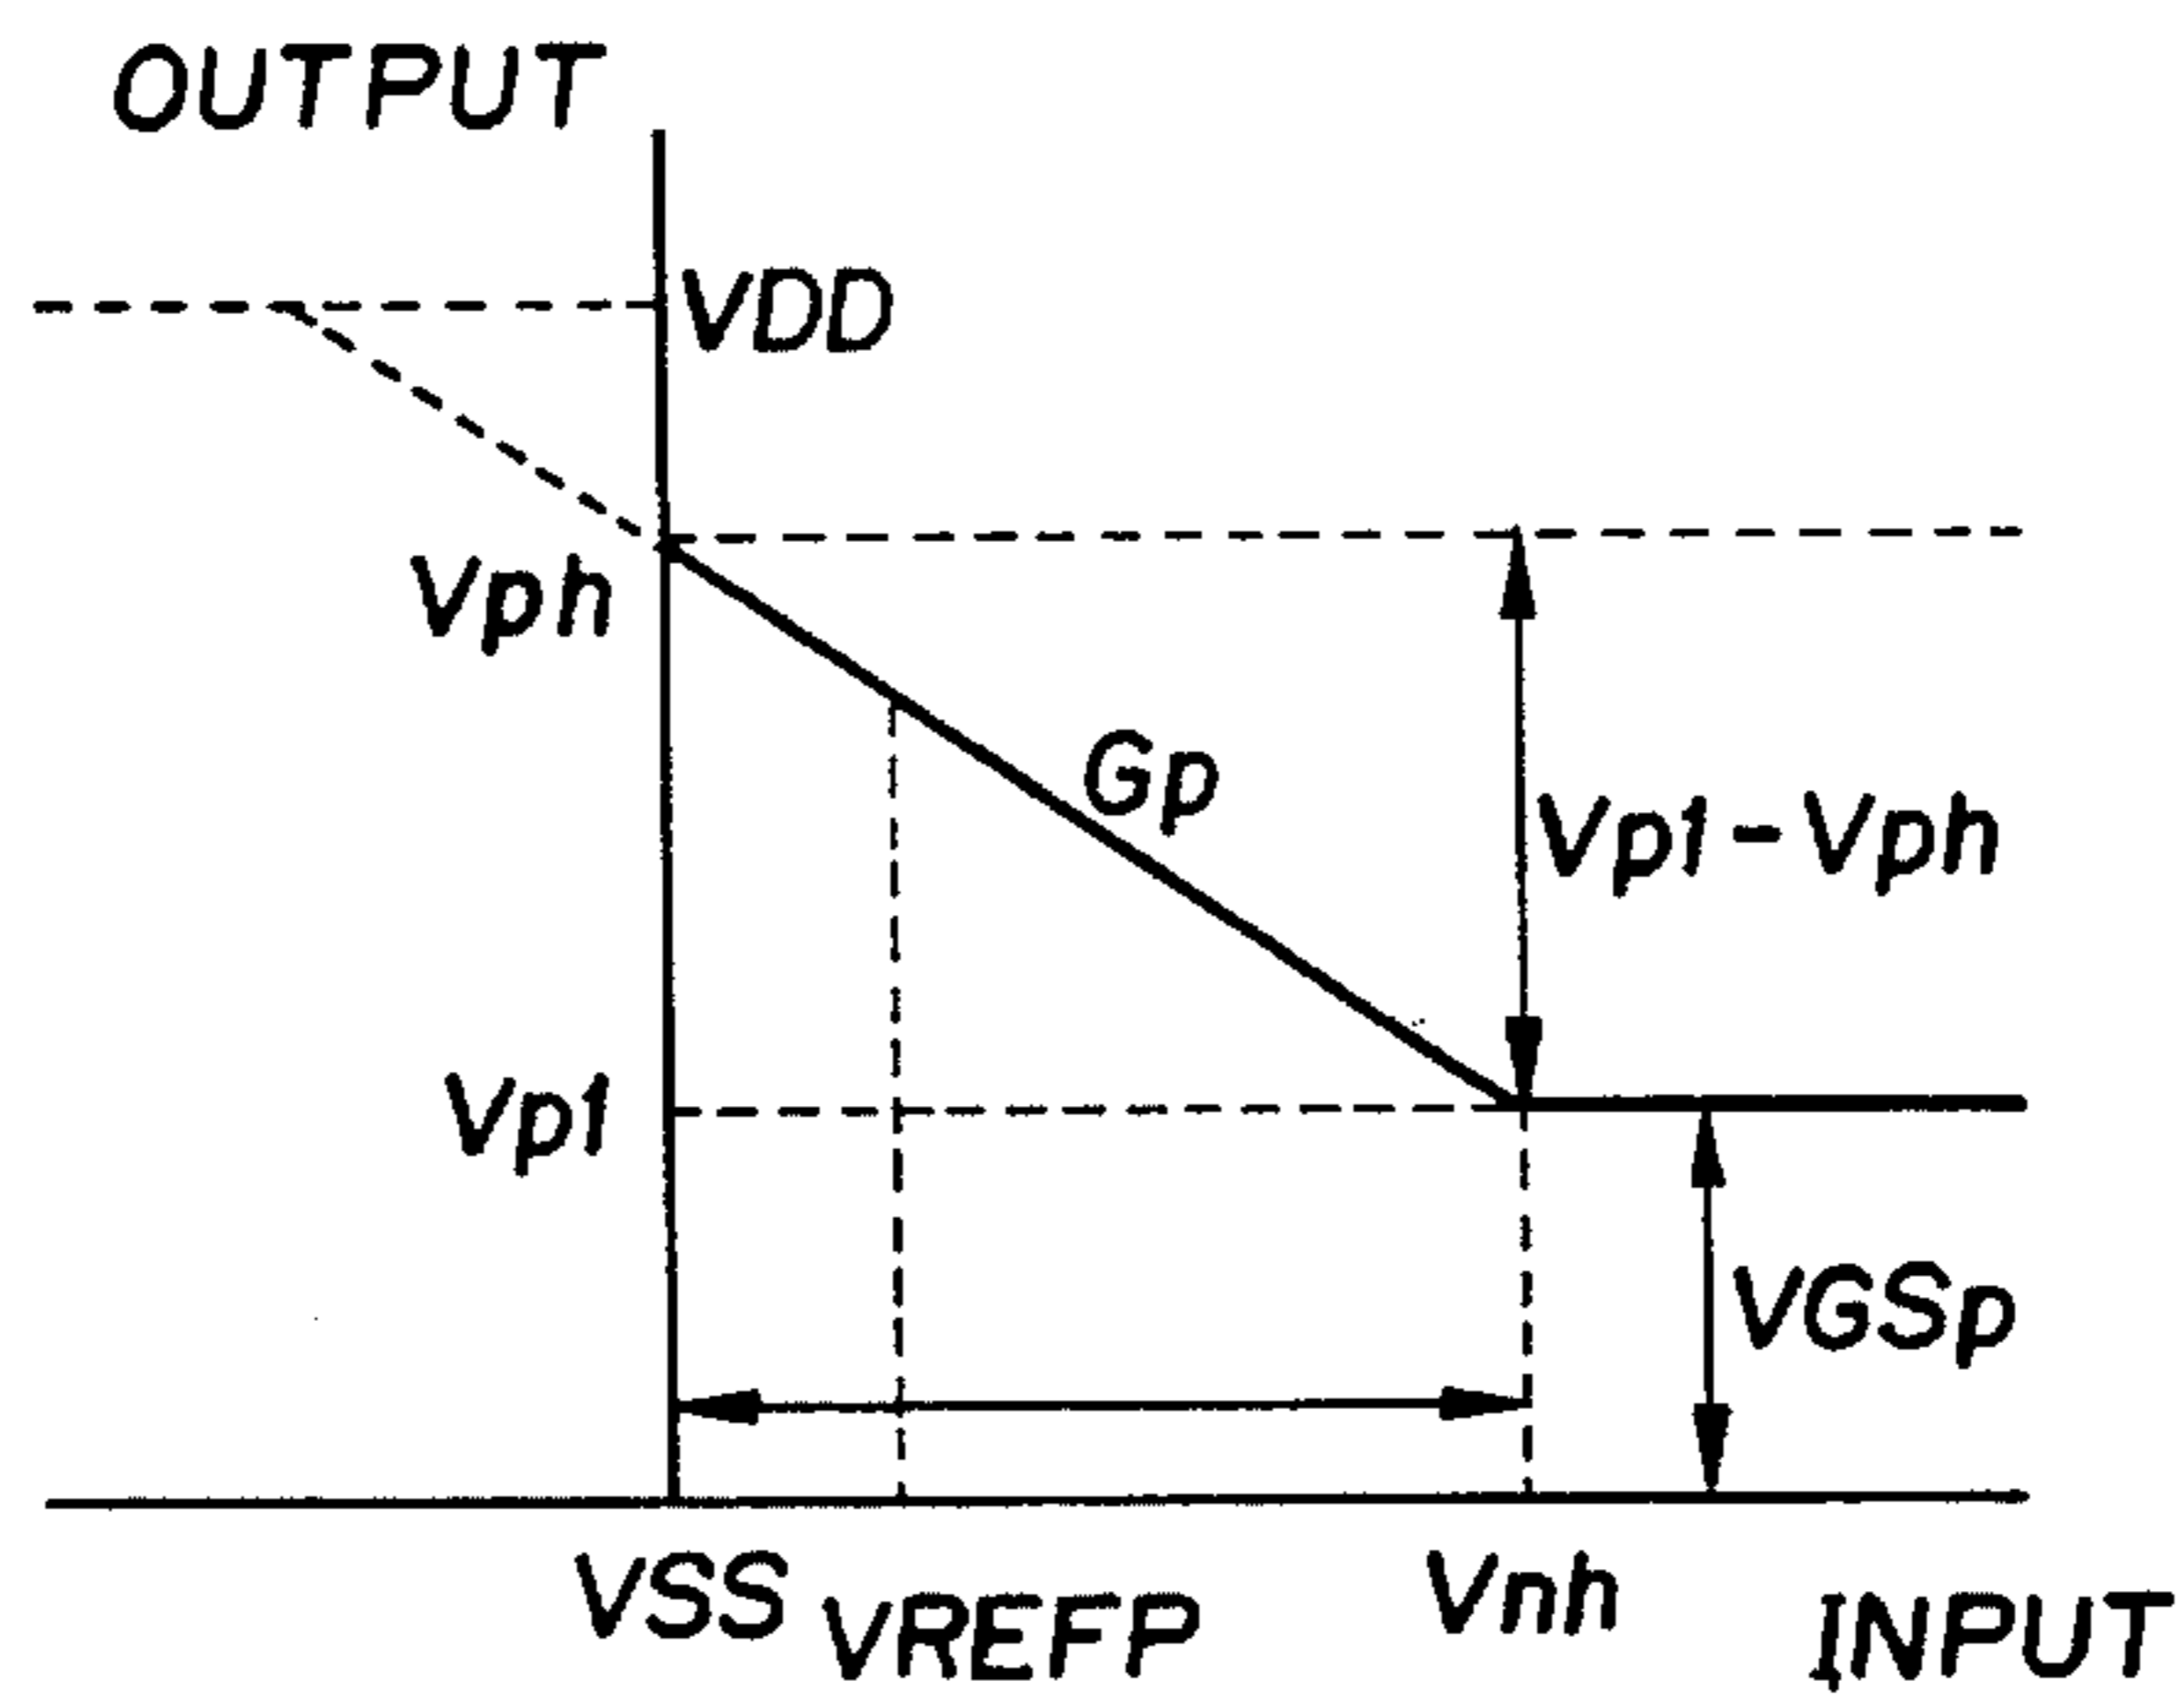 OUTPUT
VDD
Vph
Gp
Vp1-Vph
Vp1
VGSp
VSS
VREFP
Vnh
INPUT